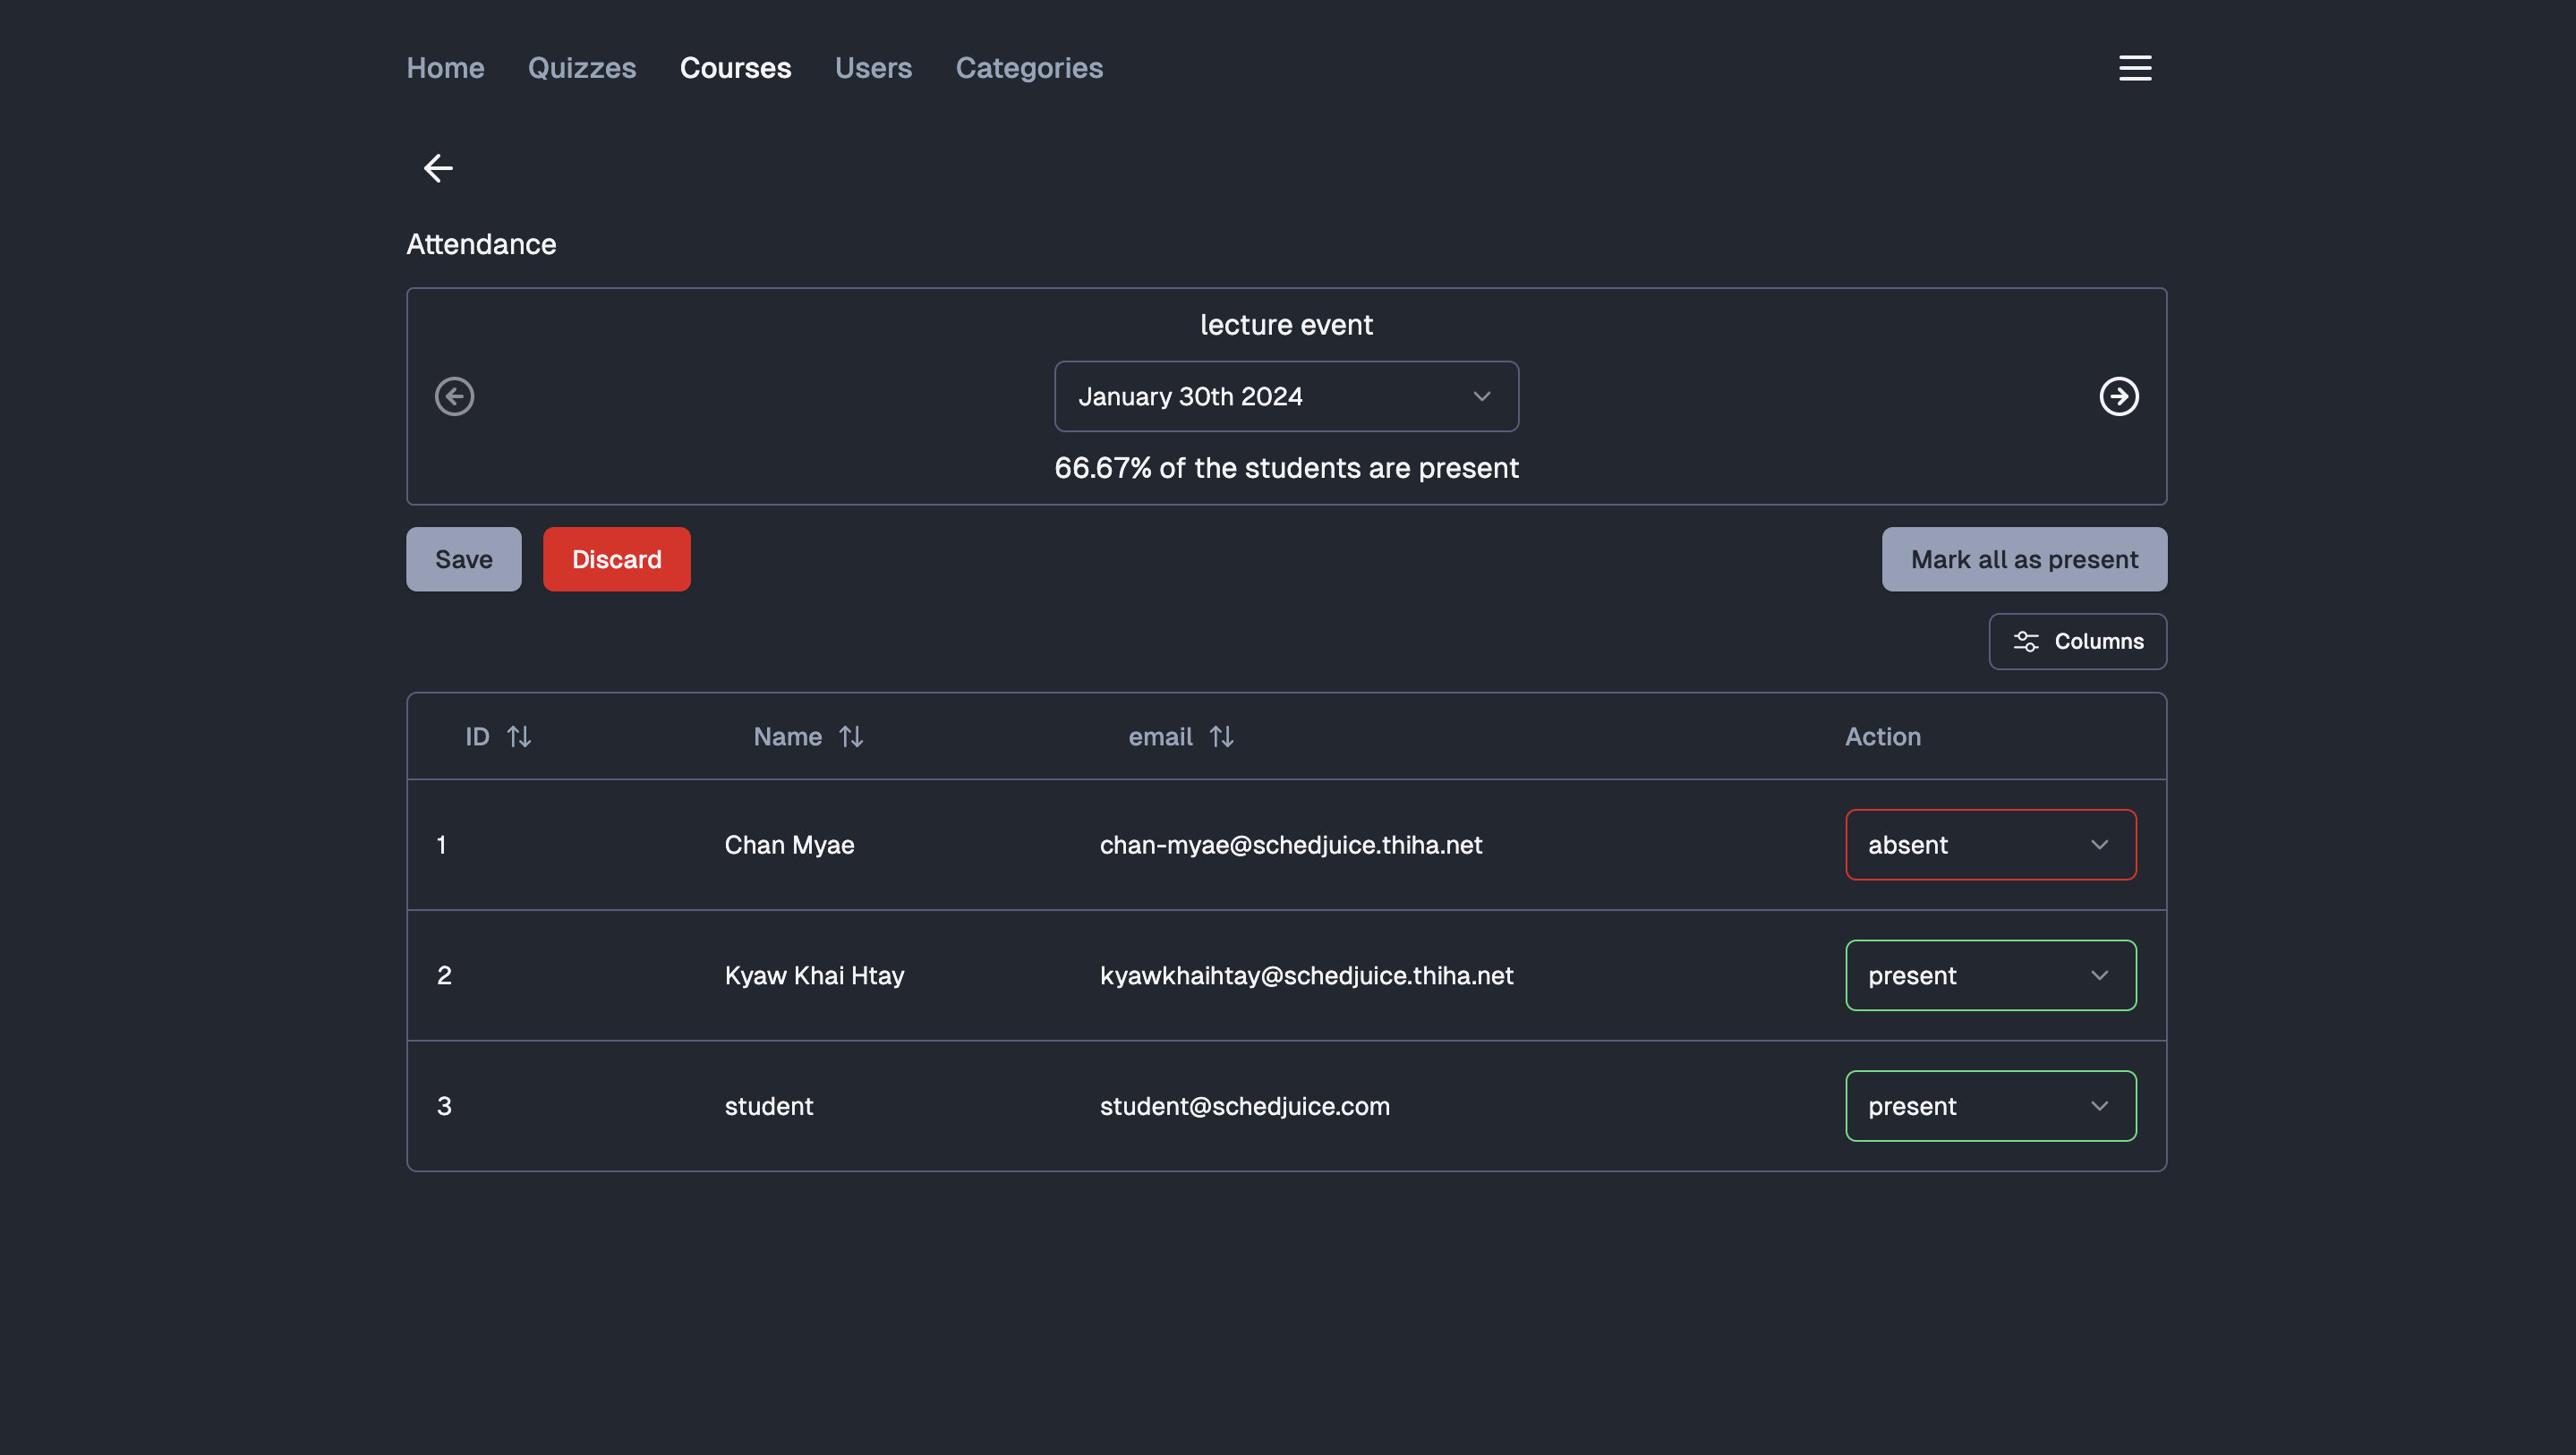 Home Quizzes Courses Users Categories
Attendance
lecture event
January 30th 2024
66.67% of the students are present
Save Discard Mark all as present
Columns
ID Name email Action
1 Chan Myae chan-myae@schedjuice.thiha.net absent
2 Kyaw Khai Htay kyawkhaihtay@schedjuice.thiha.net present
3 student student@schedjuice.com present